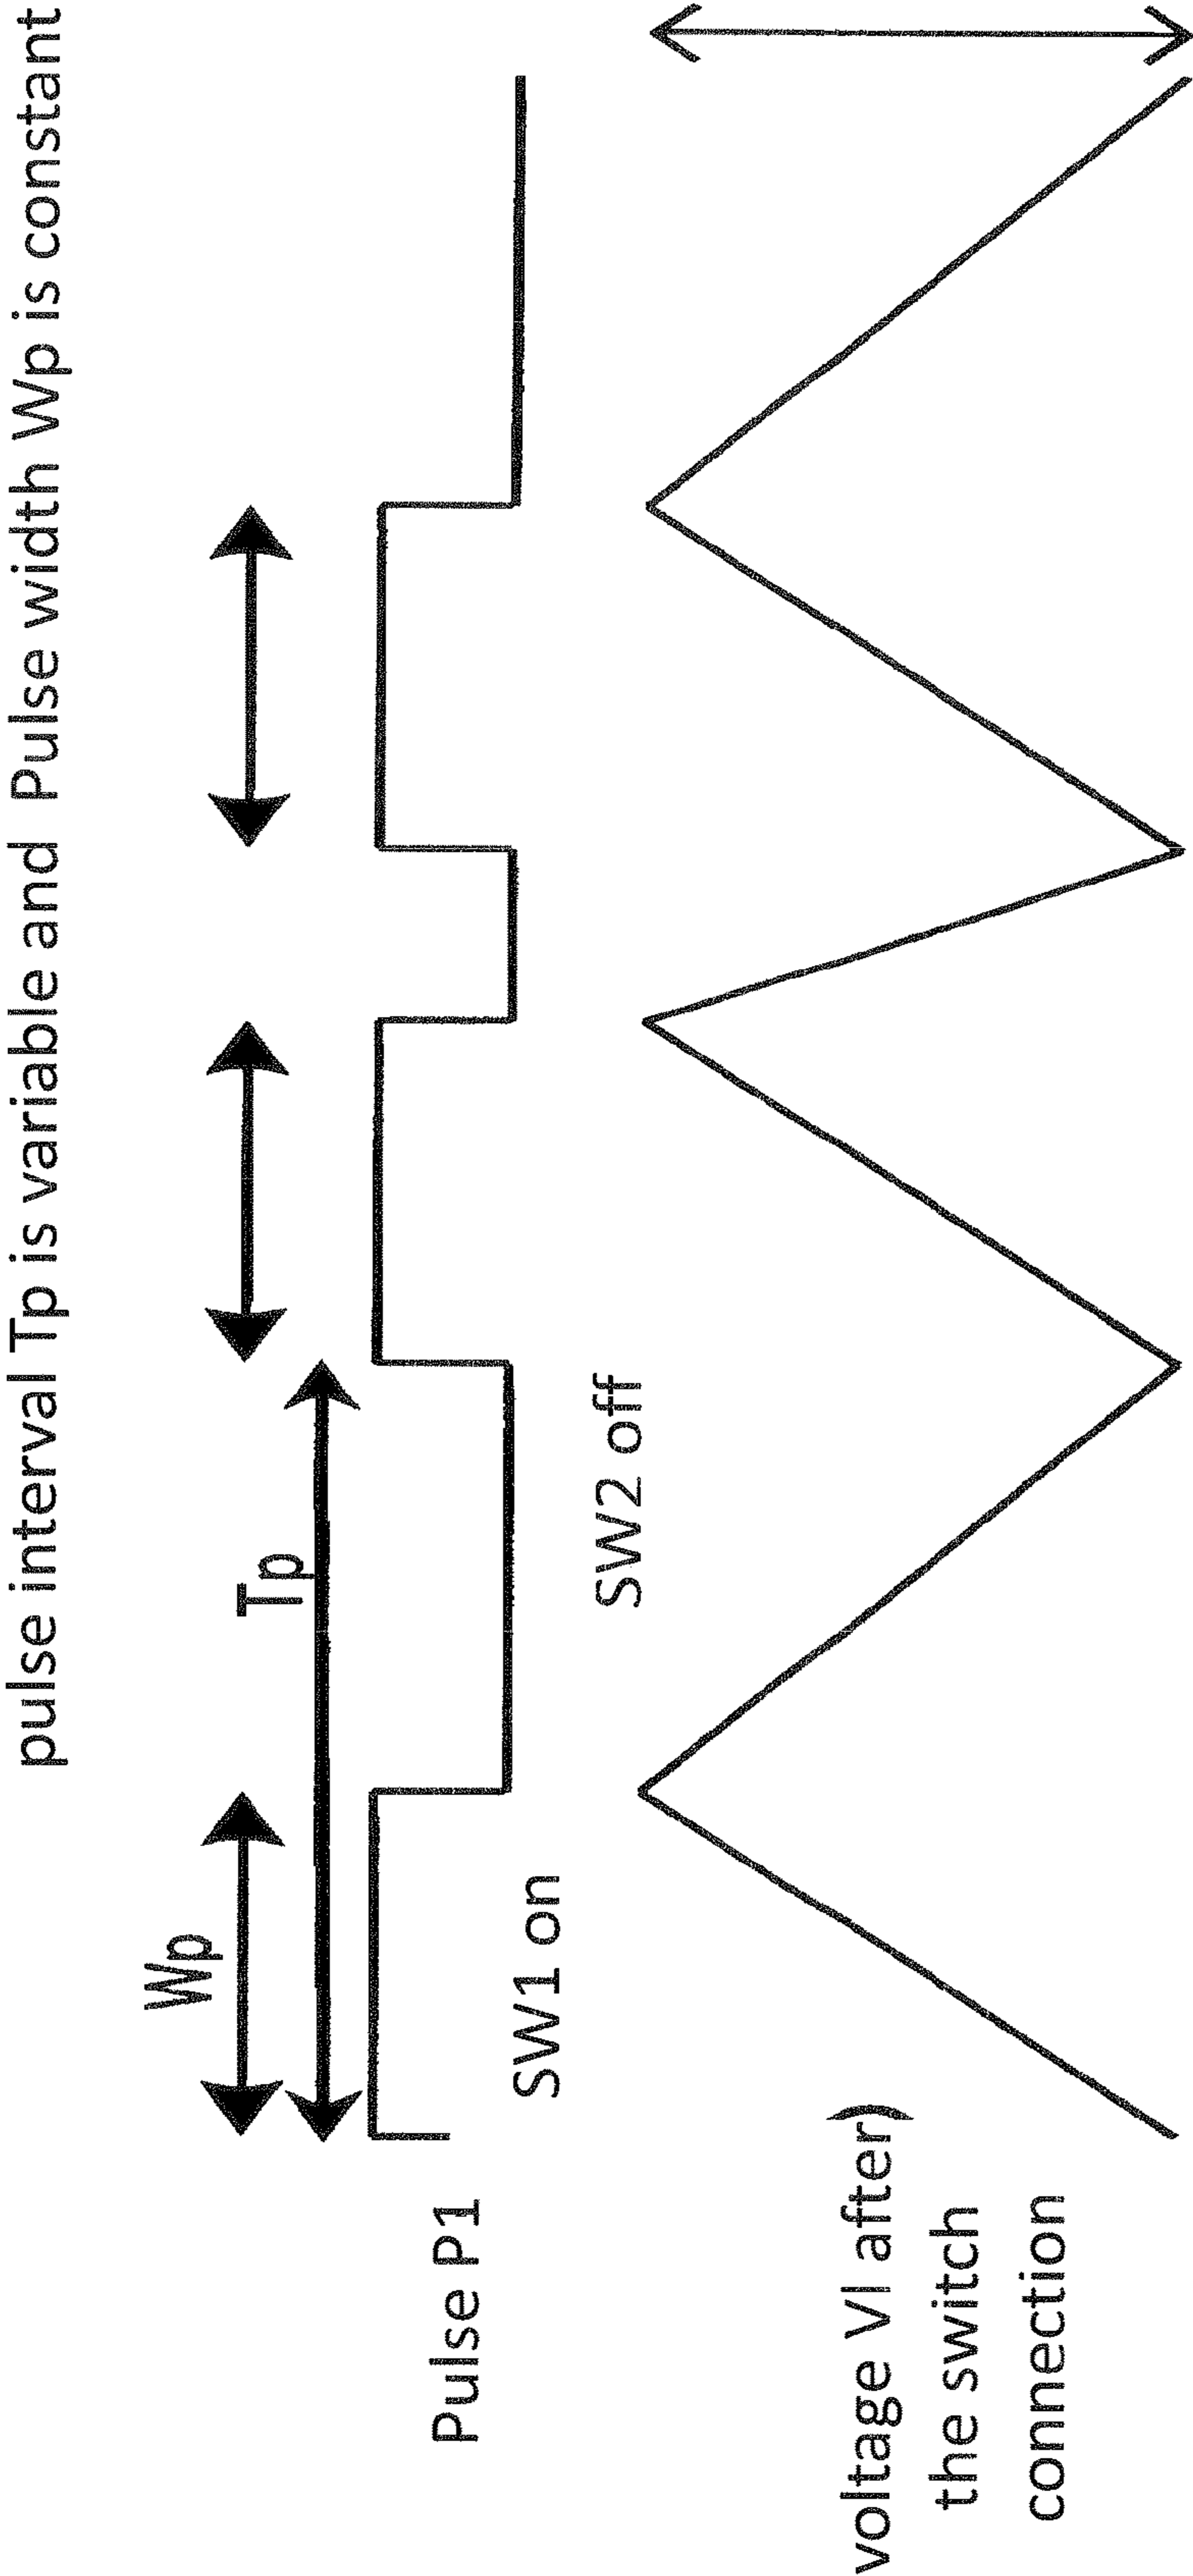 pulse interval Tp is variable and Pulse width Wp is constant
Wp
Tp
Pulse P1
SW1 on
SW2 off
voltage VI after)
the switch
connection